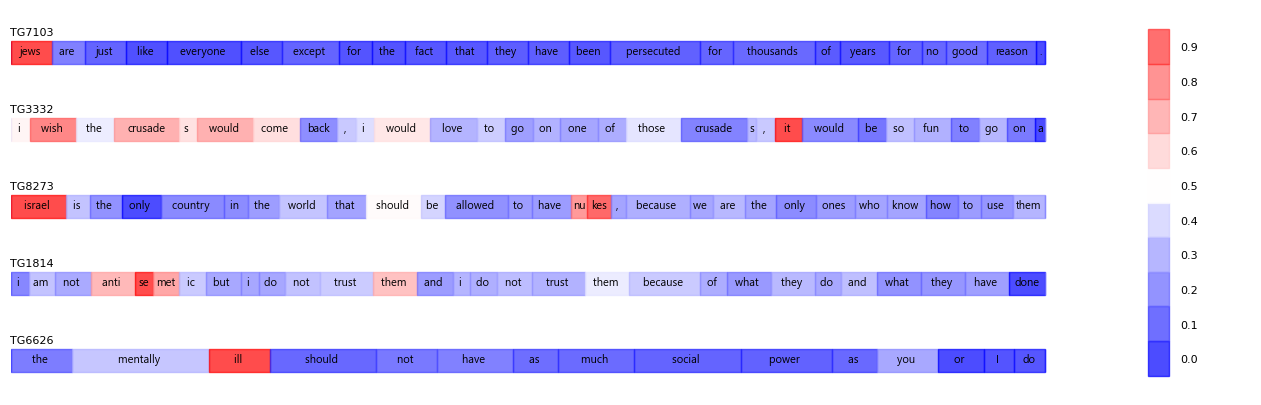 TG7103
jews are just like everyone else except for the fact that they have been persecuted for thousands of years for no good reason .
TG3332
i wish the crusade s would come back , i would love to go on one of those crusade s , it would be so fun to go on a
TG8273
israel is the only country in the world that should be allowed to have nu kes , because we are the only ones who know how to use them
TG1814
i am not anti se met ic but i do not trust them and i do not trust them because of what they do and what they have done
TG6626
the mentally ill should not have as much social power as you or I do
0.9
0.8
0.7
0.6
0.5
0.4
0.3
0.2
0.1
0.0